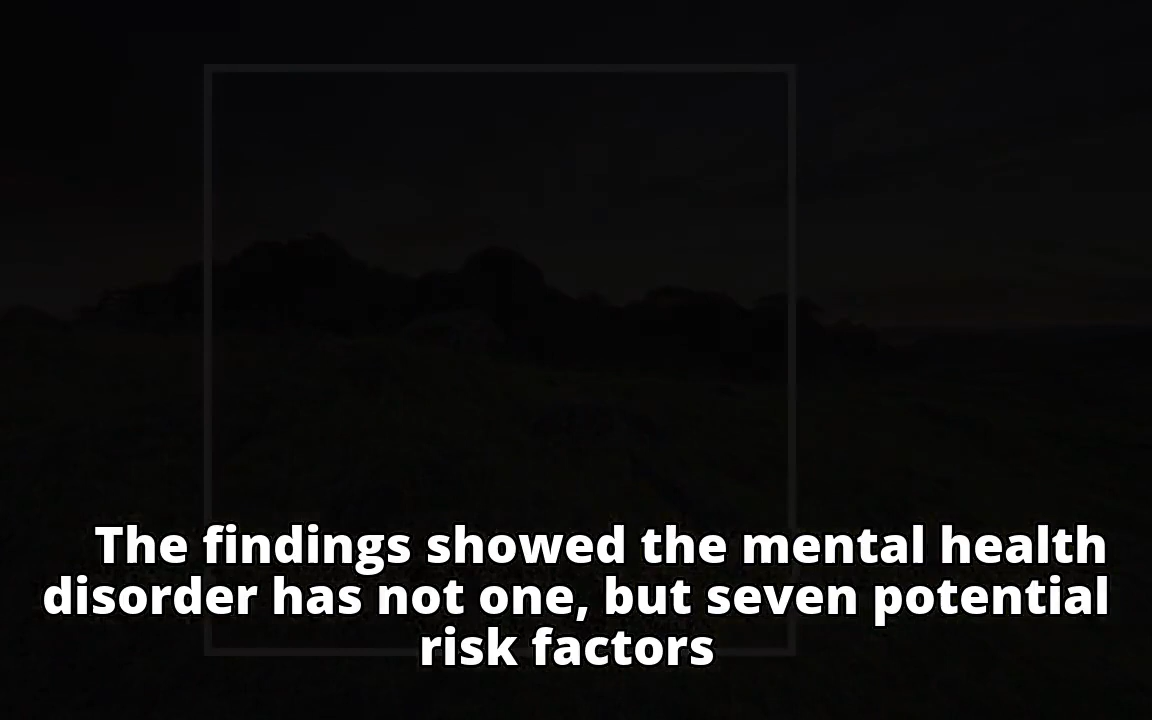 The findings showed the mental health
disorder has not one, but seven potential
risk factors